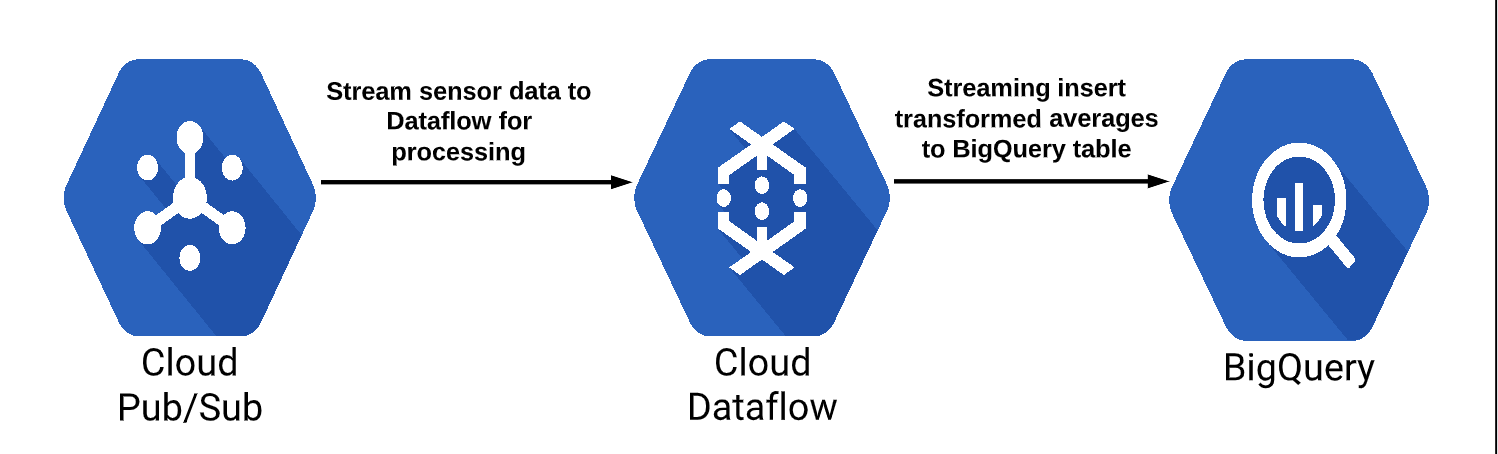 Stream sensor data to
Dataflow for
processing
Streaming insert
transformed averages
to BigQuery table
Cloud
Pub/Sub
Cloud
Dataflow
BigQuery